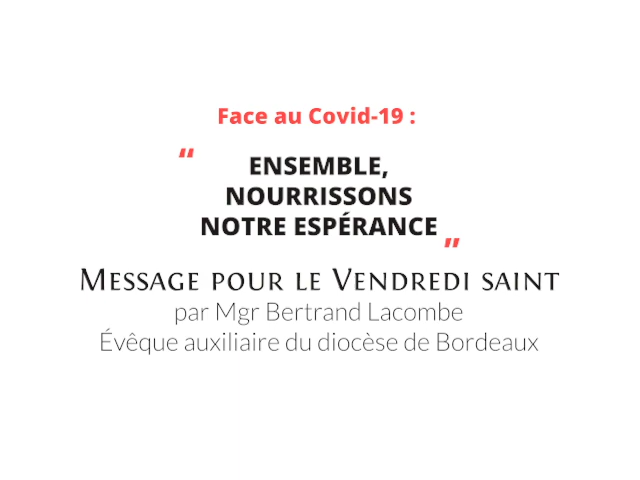 Face au Covid-19 :
“ ENSEMBLE,
NOURRISSONS
NOTRE ESPÉRANCE ”
Message pour le Vendredi saint
par Mgr Bertrand Lacombe
Évêque auxiliaire du diocèse de Bordeaux